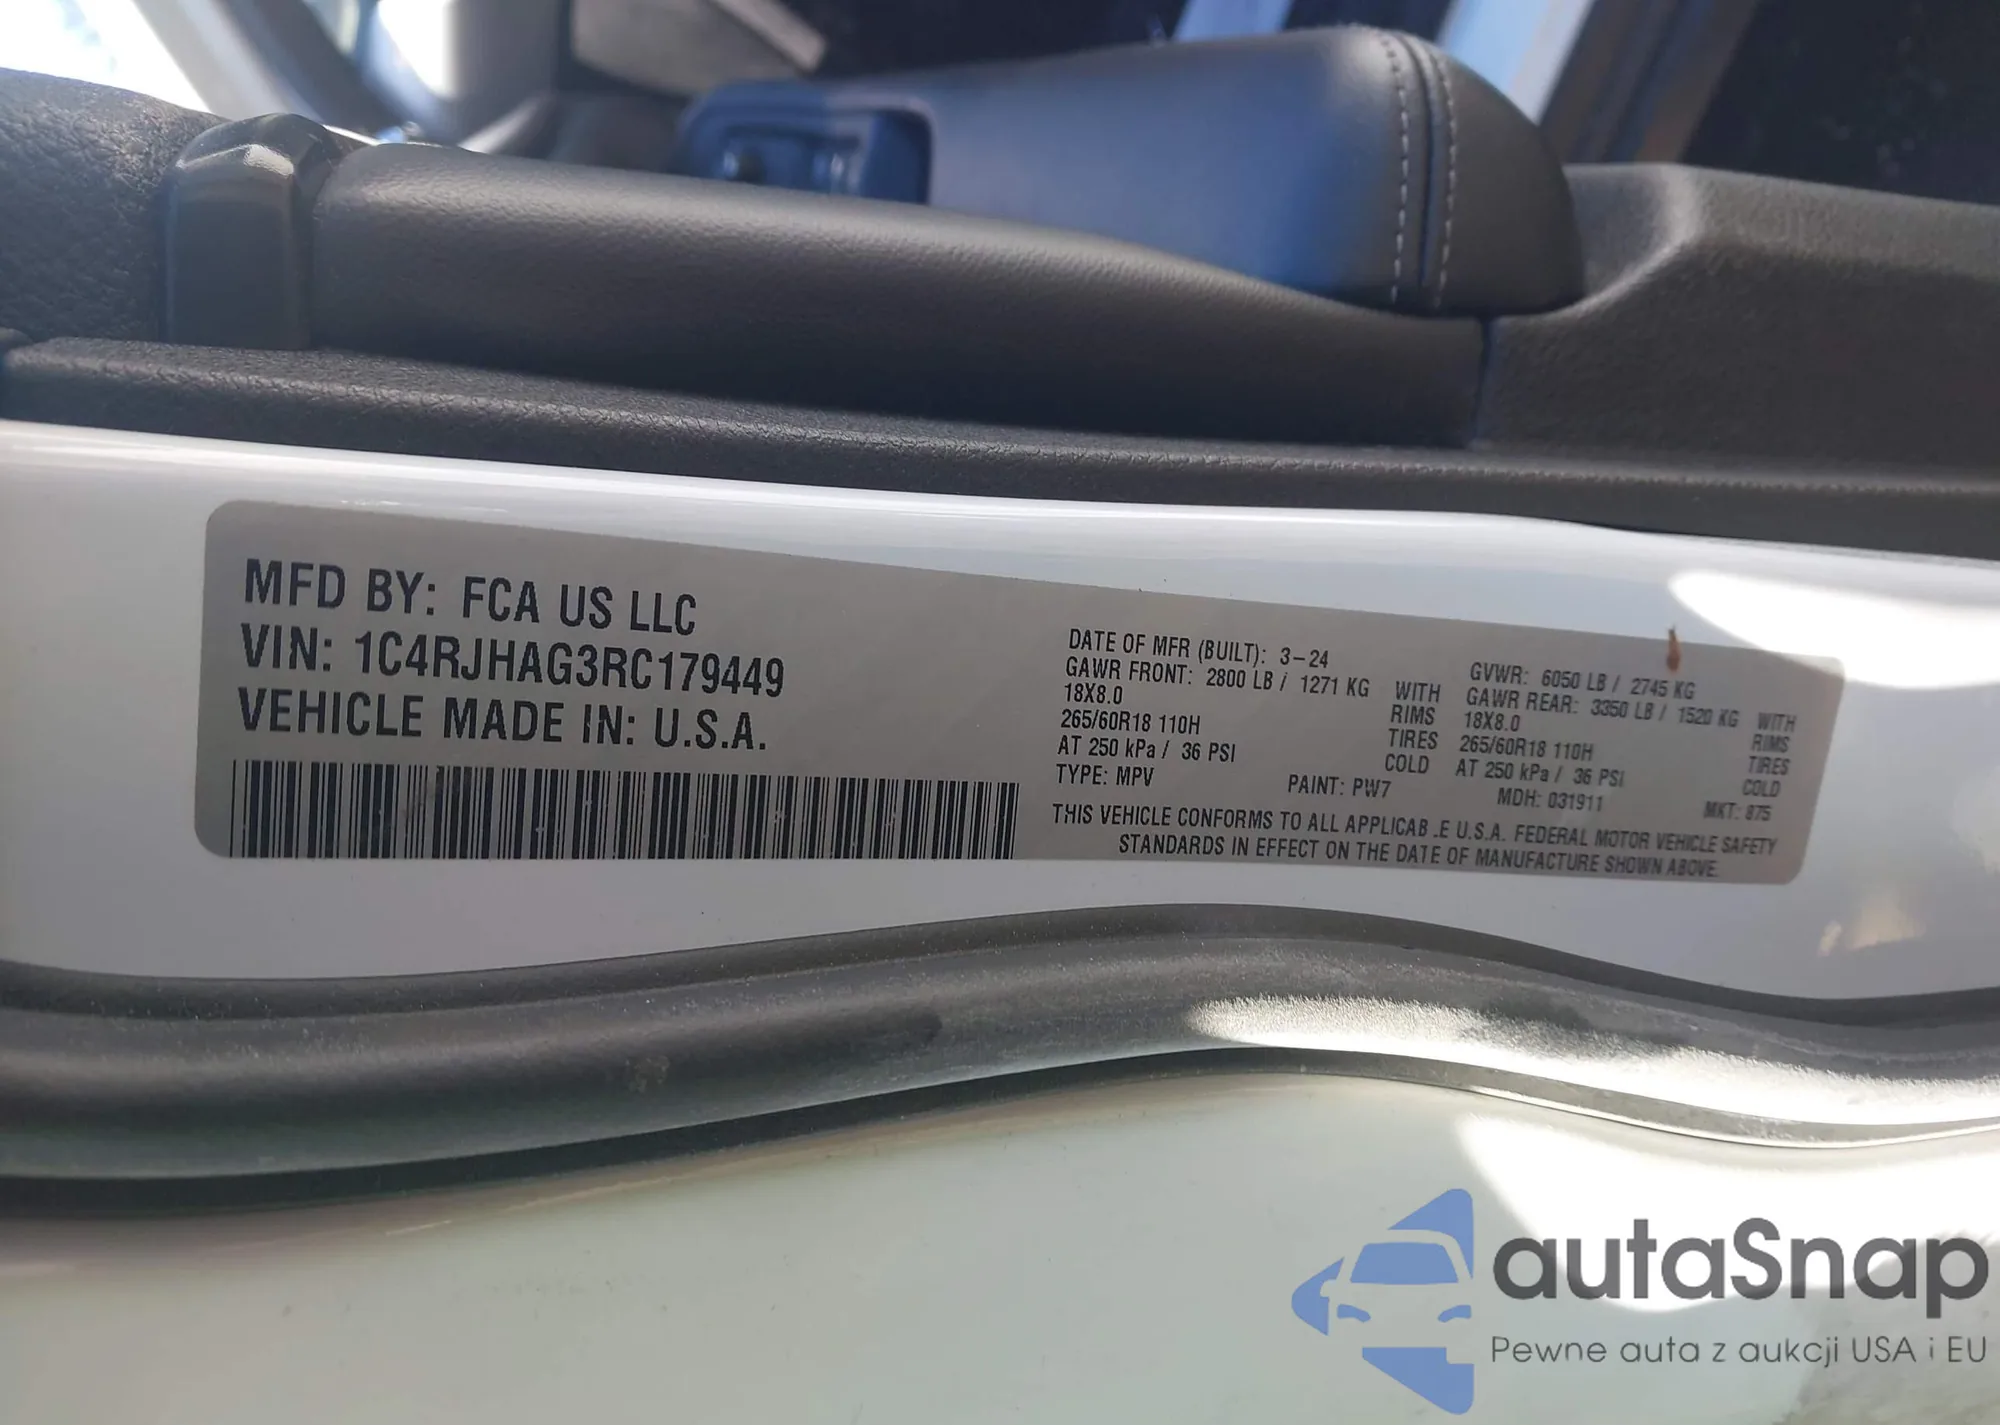 MFD BY: FCA US LLC
VIN: 1C4RJHAG3RC179449
VEHICLE MADE IN: U.S.A.
DATE OF MFR (BUILT): 3-24
GAWR FRONT: 2800 LB / 1271 KG WITH
18X8.0 RIMS
265/60R18 110H TIRES
AT 250 kPa / 36 PSI COLD
TYPE: MPV PAINT: PW7
GVWR: 6050 LB / 2745 KG
GAWR REAR: 3350 LB / 1520 KG WITH
18X8.0 RIMS
265/60R18 110H TIRES
AT 250 kPa / 36 PSI COLD
MDH: 031911 MKT: 875
THIS VEHICLE CONFORMS TO ALL APPLICAB .E U.S.A. FEDERAL MOTOR VEHICLE SAFETY
STANDARDS IN EFFECT ON THE DATE OF MANUFACTURE SHOWN ABOVE.
autaSnap
Pewne auta z aukcji USA i EU